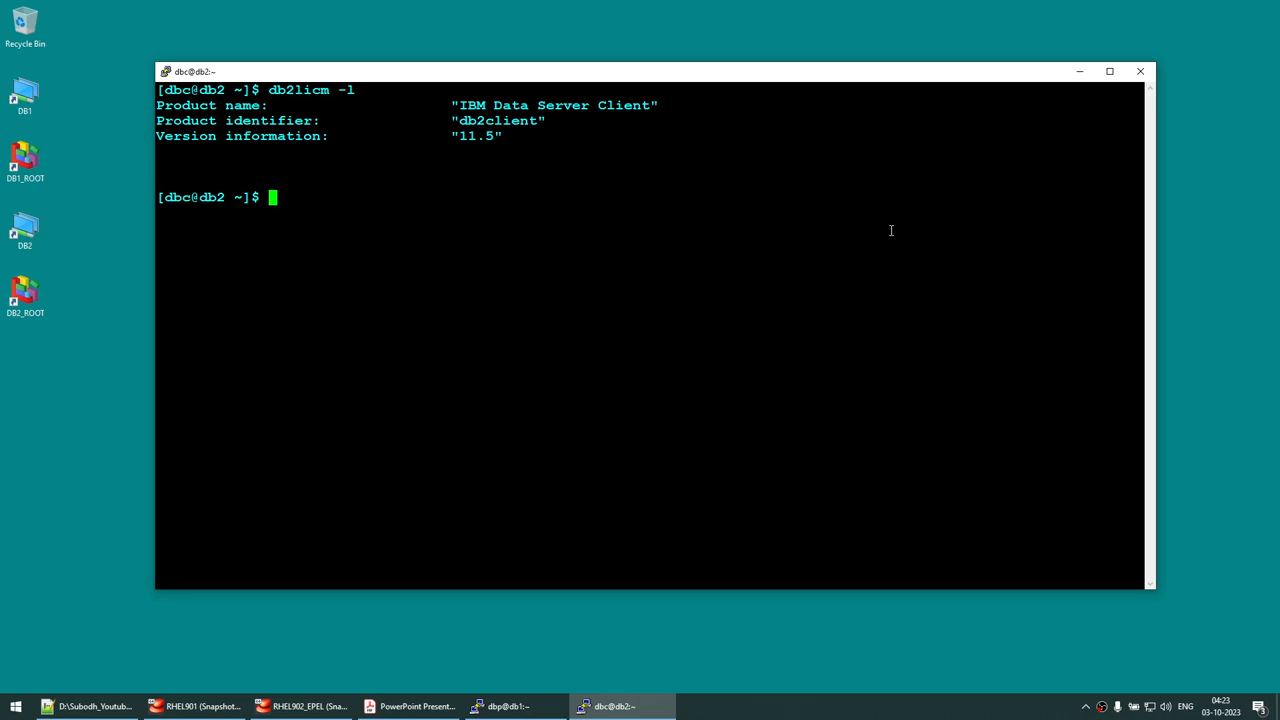 Recycle Bin
DB1
DB1_ROOT
DB2
DB2_ROOT
dbc@db2:~
[dbc@db2 ~]$ db2licm -l
Product name: "IBM Data Server Client"
Product identifier: "db2client"
Version information: "11.5"
[dbc@db2 ~]$
D:\Subodh_Youtub...
RHEL901 (Snapshot...
RHEL902_EPEL (Sna...
PowerPoint Present...
dbp@db1:~
dbc@db2:~
ENG
04:23
03-10-2023